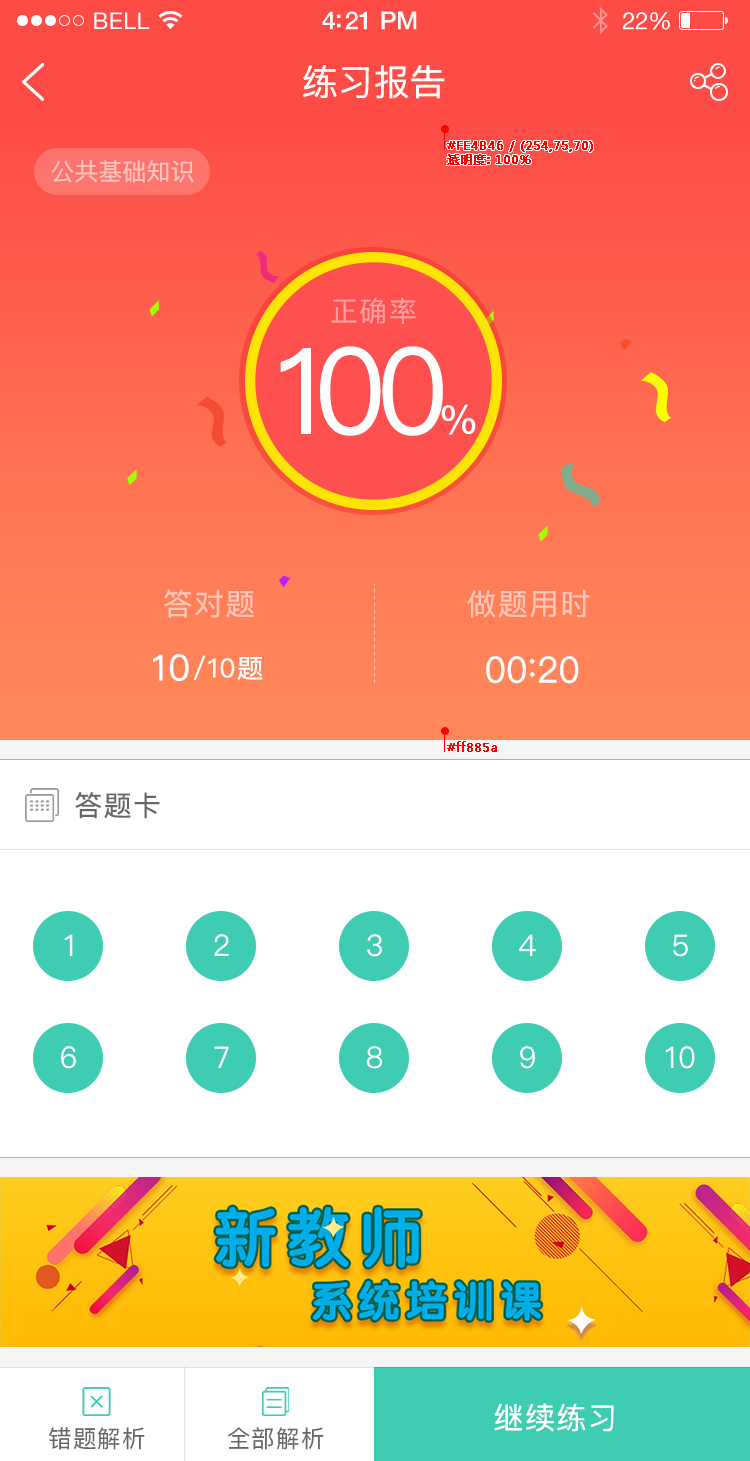 BELL 4:21 PM 22%
练习报告
#FE4B46 / (254,75,70)
透明度: 100%
公共基础知识
正确率
100%
答对题 做题用时
10/10题 00:20
#ff885a
答题卡
1 2 3 4 5
6 7 8 9 10
新教师
系统培训课
错题解析 全部解析 继续练习